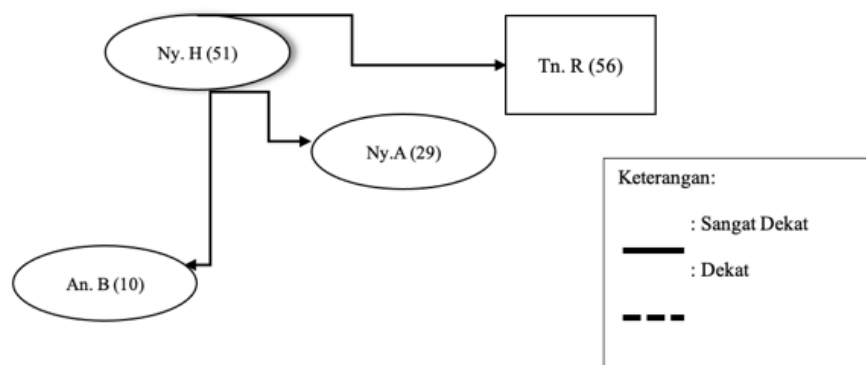 Ny. H (51)
Tn. R (56)
Ny.A (29)
An. B (10)
Keterangan:
: Sangat Dekat
: Dekat